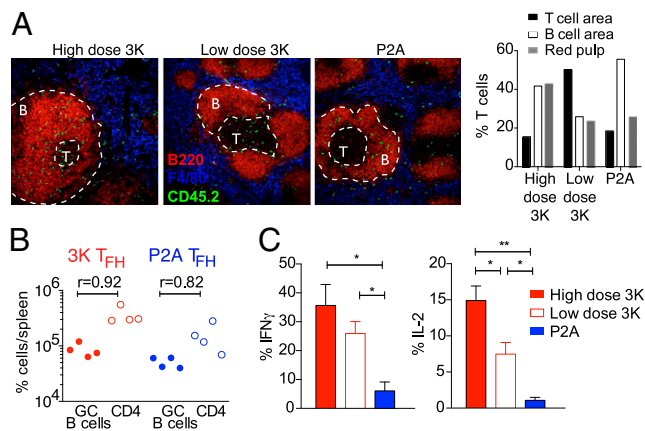 A
High dose 3K
Low dose 3K
P2A
B
T
B
T
B220
F4/80
CD45.2
T
B
T cell area
B cell area
Red pulp
% T cells
60
40
20
0
High dose 3K
Low dose 3K
P2A
B
3K TFH
P2A TFH
r=0.92
r=0.82
% cells/spleen
10^6
10^5
10^4
GC B cells
CD4
GC B cells
CD4
C
% IFNγ
50
40
30
20
10
0
*
*
% IL-2
20
15
10
5
0
**
*
*
High dose 3K
Low dose 3K
P2A